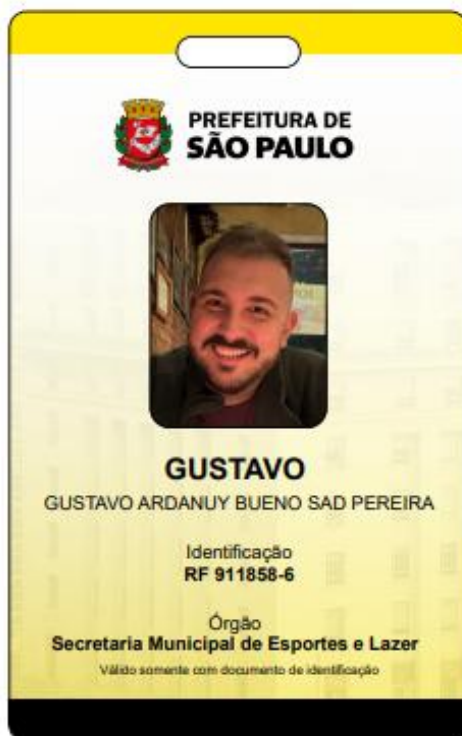 PREFEITURA DE
SÃO PAULO
GUSTAVO
GUSTAVO ARDANUY BUENO SAD PEREIRA
Identificação
RF 911858-6
Órgão
Secretaria Municipal de Esportes e Lazer
Válido somente com documento de identificação